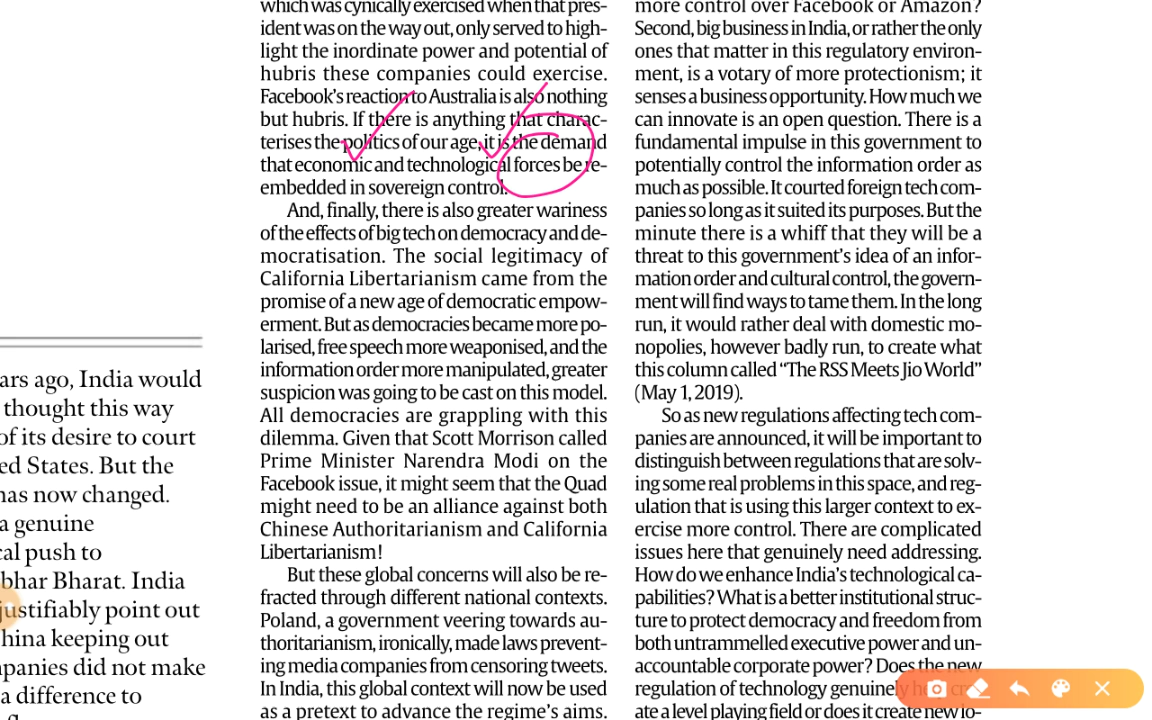 ars ago, India would
thought this way
of its desire to court
ed States. But the
has now changed.
a genuine
cal push to
bhar Bharat. India
justifiably point out
hina keeping out
panies did not make
a difference to
which was cynically exercised when that pres-
ident was on the way out, only served to high-
light the inordinate power and potential of
hubris these companies could exercise.
Facebook's reaction to Australia is also nothing
but hubris. If there is anything that charac-
terises the politics of our age, it is the demand
that economic and technological forces be re-
embedded in sovereign control.
And, finally, there is also greater wariness
of the effects of big tech on democracy and de-
mocratisation. The social legitimacy of
California Libertarianism came from the
promise of a new age of democratic empow-
erment. But as democracies became more po-
larised, free speech more weaponised, and the
information order more manipulated, greater
suspicion was going to be cast on this model.
All democracies are grappling with this
dilemma. Given that Scott Morrison called
Prime Minister Narendra Modi on the
Facebook issue, it might seem that the Quad
might need to be an alliance against both
Chinese Authoritarianism and California
Libertarianism!
But these global concerns will also be re-
fracted through different national contexts.
Poland, a government veering towards au-
thoritarianism, ironically, made laws prevent-
ing media companies from censoring tweets.
In India, this global context will now be used
as a pretext to advance the regime's aims.
more control over Facebook or Amazon?
Second, big business in India, or rather the only
ones that matter in this regulatory environ-
ment, is a votary of more protectionism; it
senses a business opportunity. How much we
can innovate is an open question. There is a
fundamental impulse in this government to
potentially control the information order as
much as possible. It courted foreign tech com-
panies so long as it suited its purposes. But the
minute there is a whiff that they will be a
threat to this government's idea of an infor-
mation order and cultural control, the govern-
ment will find ways to tame them. In the long
run, it would rather deal with domestic mo-
nopolies, however badly run, to create what
this column called "The RSS Meets Jio World"
(May 1, 2019).
So as new regulations affecting tech com-
panies are announced, it will be important to
distinguish between regulations that are solv-
ing some real problems in this space, and reg-
ulation that is using this larger context to ex-
ercise more control. There are complicated
issues here that genuinely need addressing.
How do we enhance India's technological ca-
pabilities? What is a better institutional struc-
ture to protect democracy and freedom from
both untrammelled executive power and un-
accountable corporate power? Does the new
regulation of technology genuinely
ate a level playing field or does it create new lo-